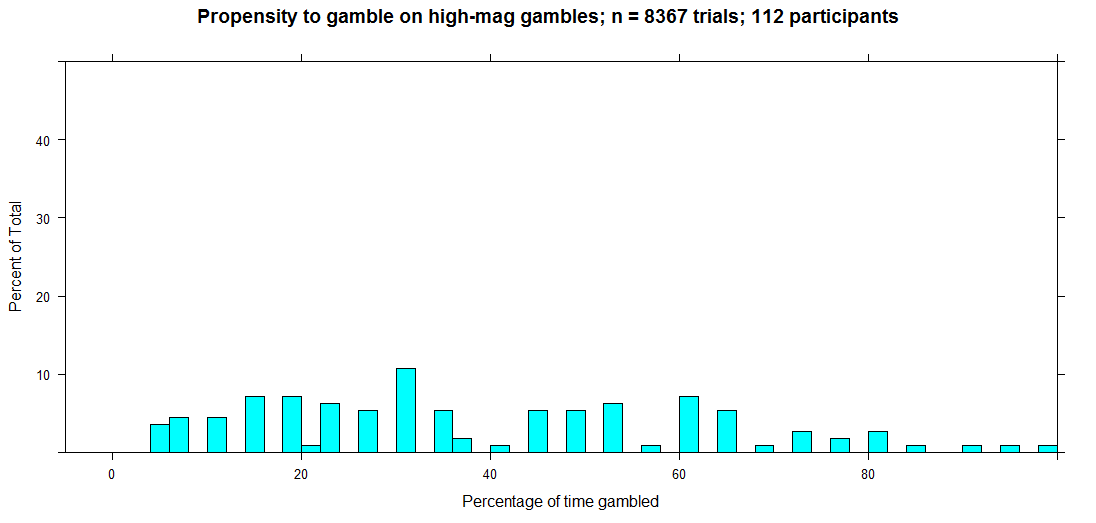 Propensity to gamble on high-mag gambles; n = 8367 trials; 112 participants
40
30
20
10
Percent of Total
0 20 40 60 80
Percentage of time gambled